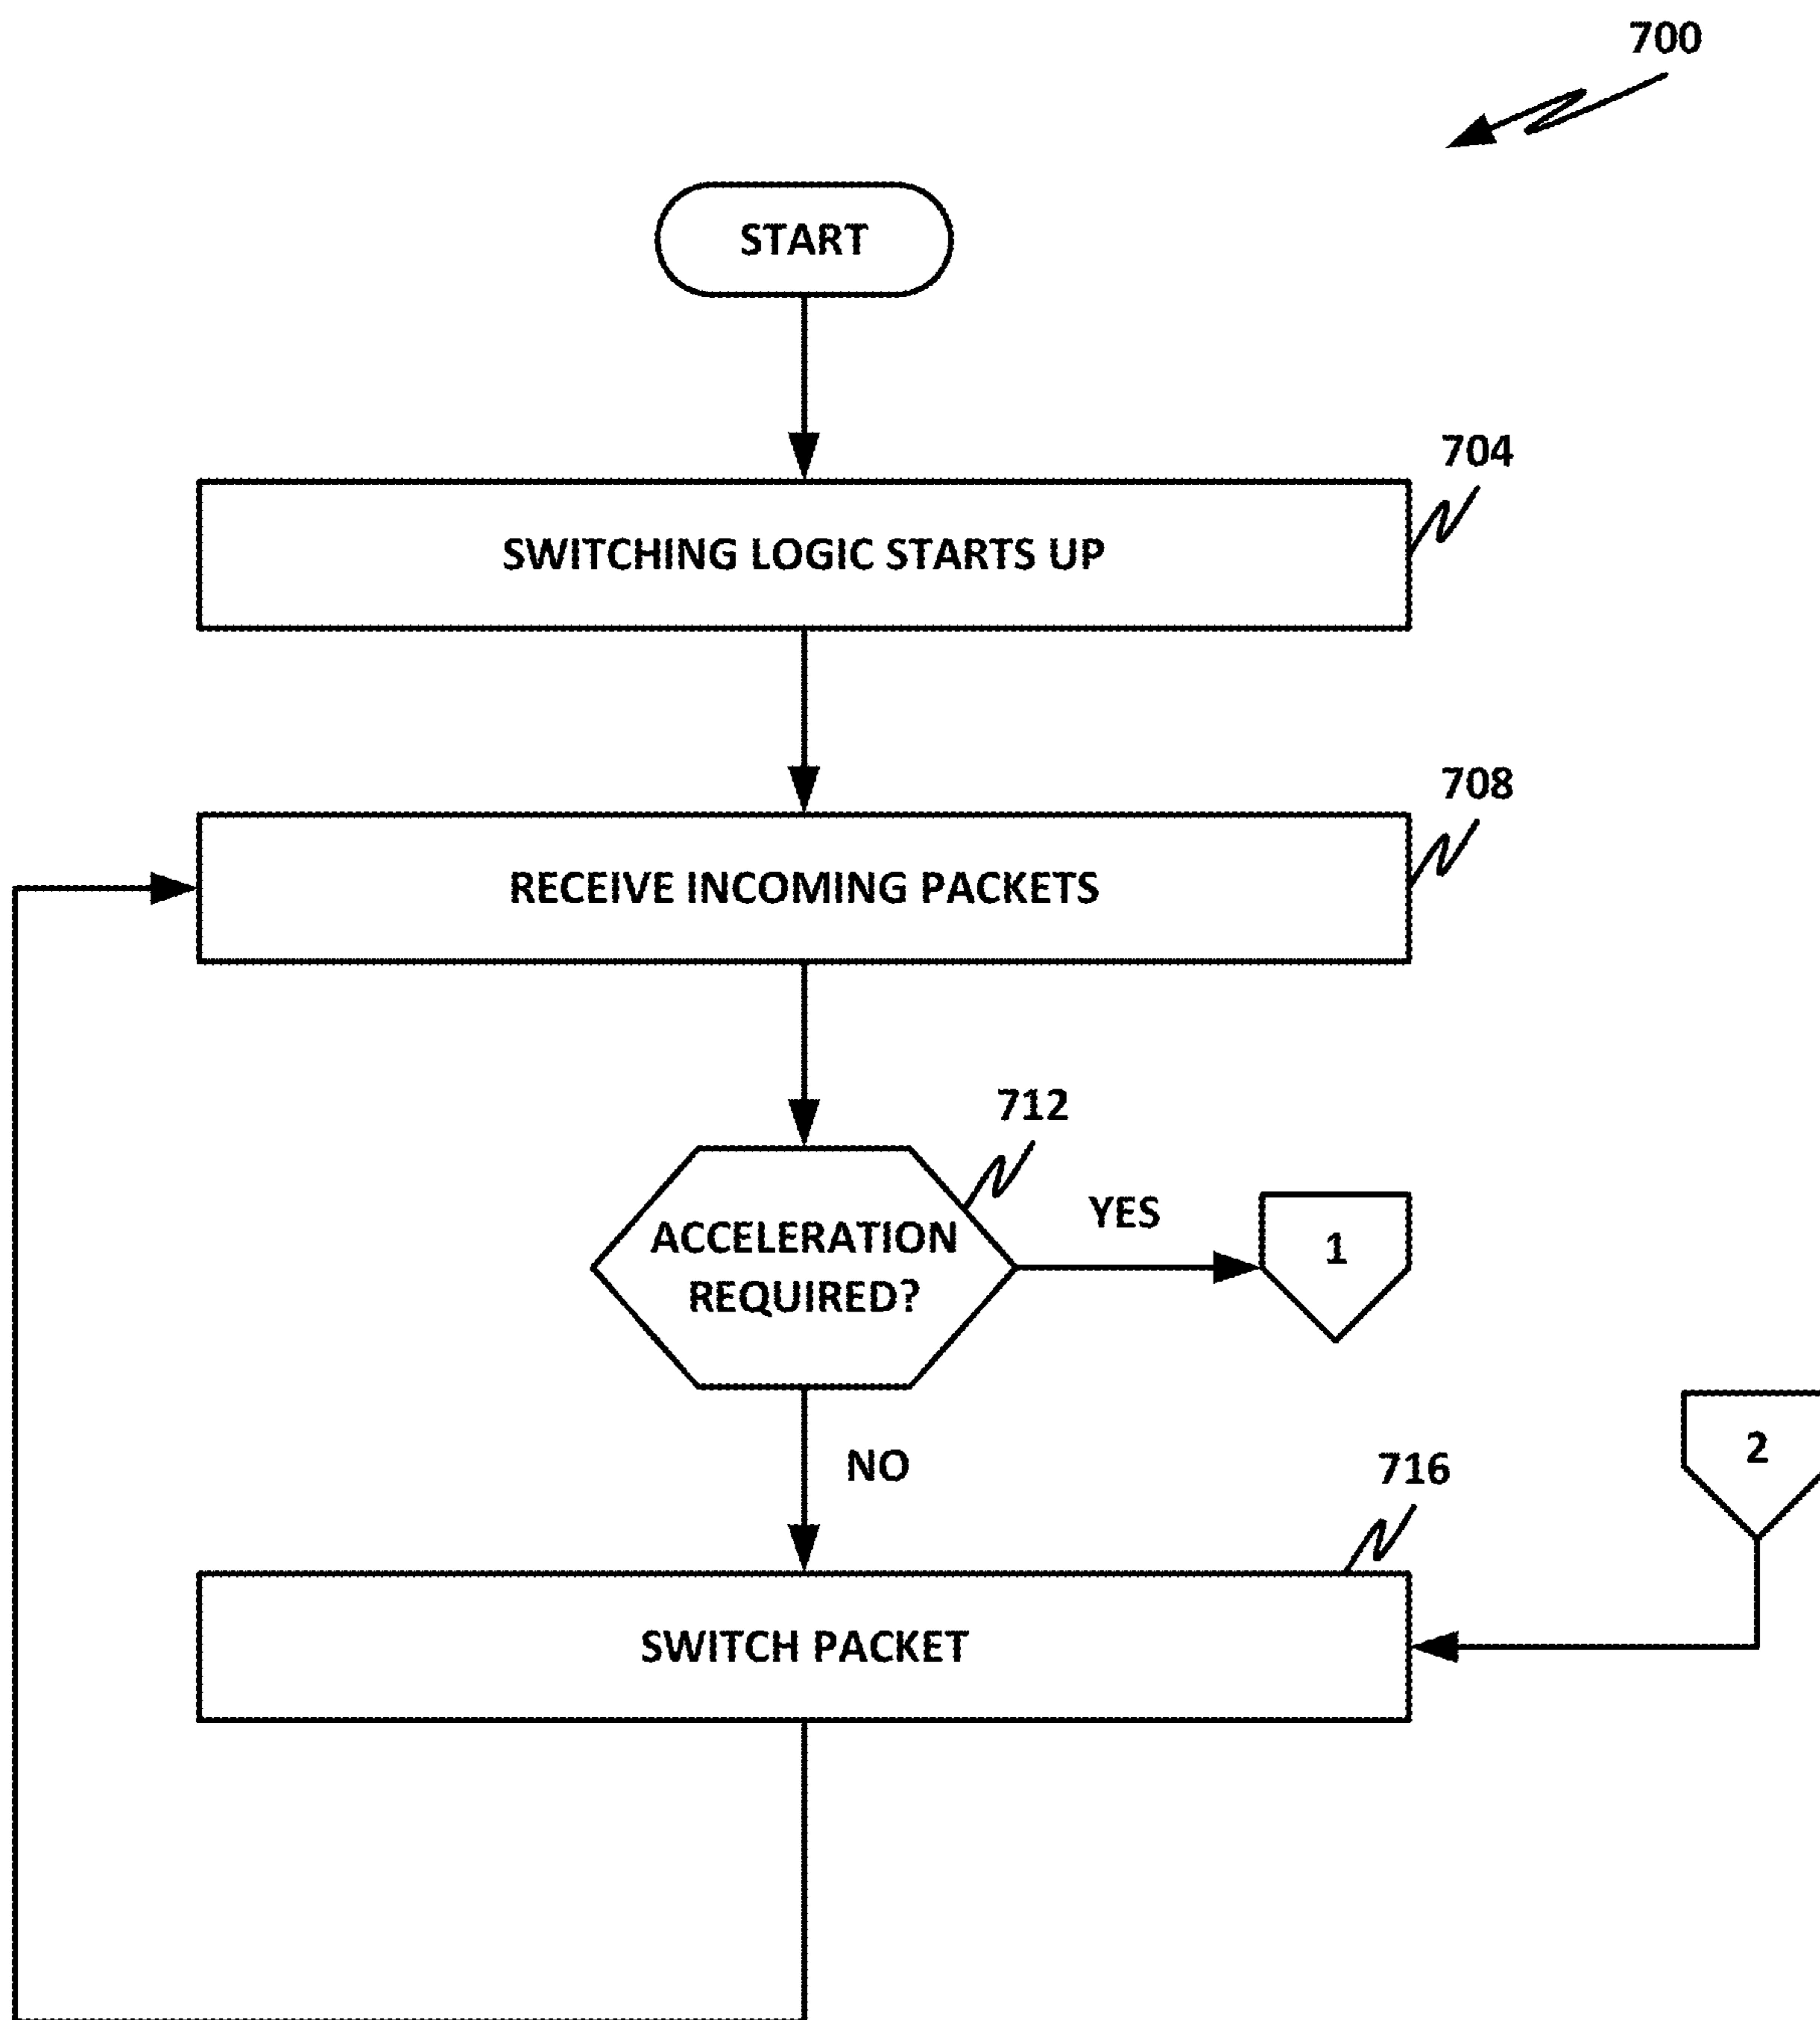 700
START
704
SWITCHING LOGIC STARTS UP
708
RECEIVE INCOMING PACKETS
712
ACCELERATION
REQUIRED?
YES
1
NO
2
716
SWITCH PACKET